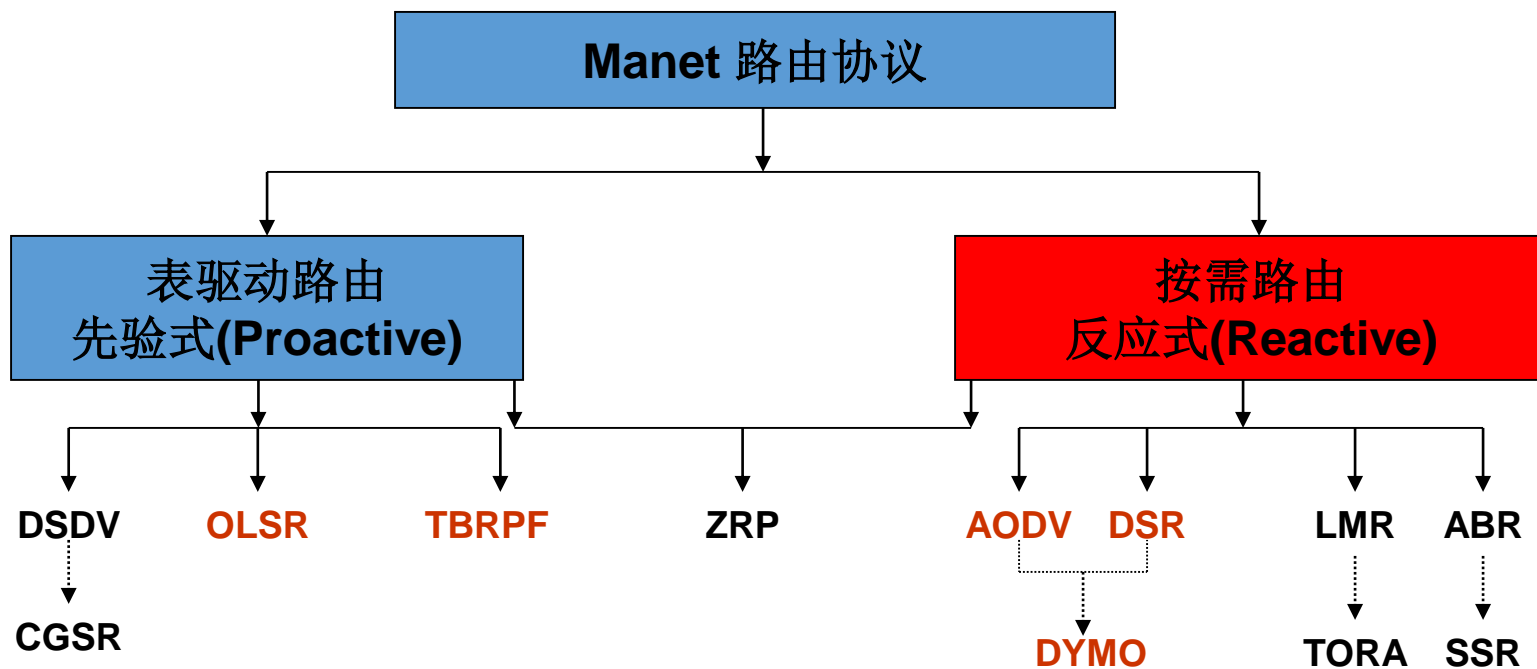 Manet 路由协议
表驱动路由
先验式(Proactive)
按需路由
反应式(Reactive)
DSDV OLSR TBRPF ZRP AODV DSR LMR ABR
CGSR DYMO TORA SSR